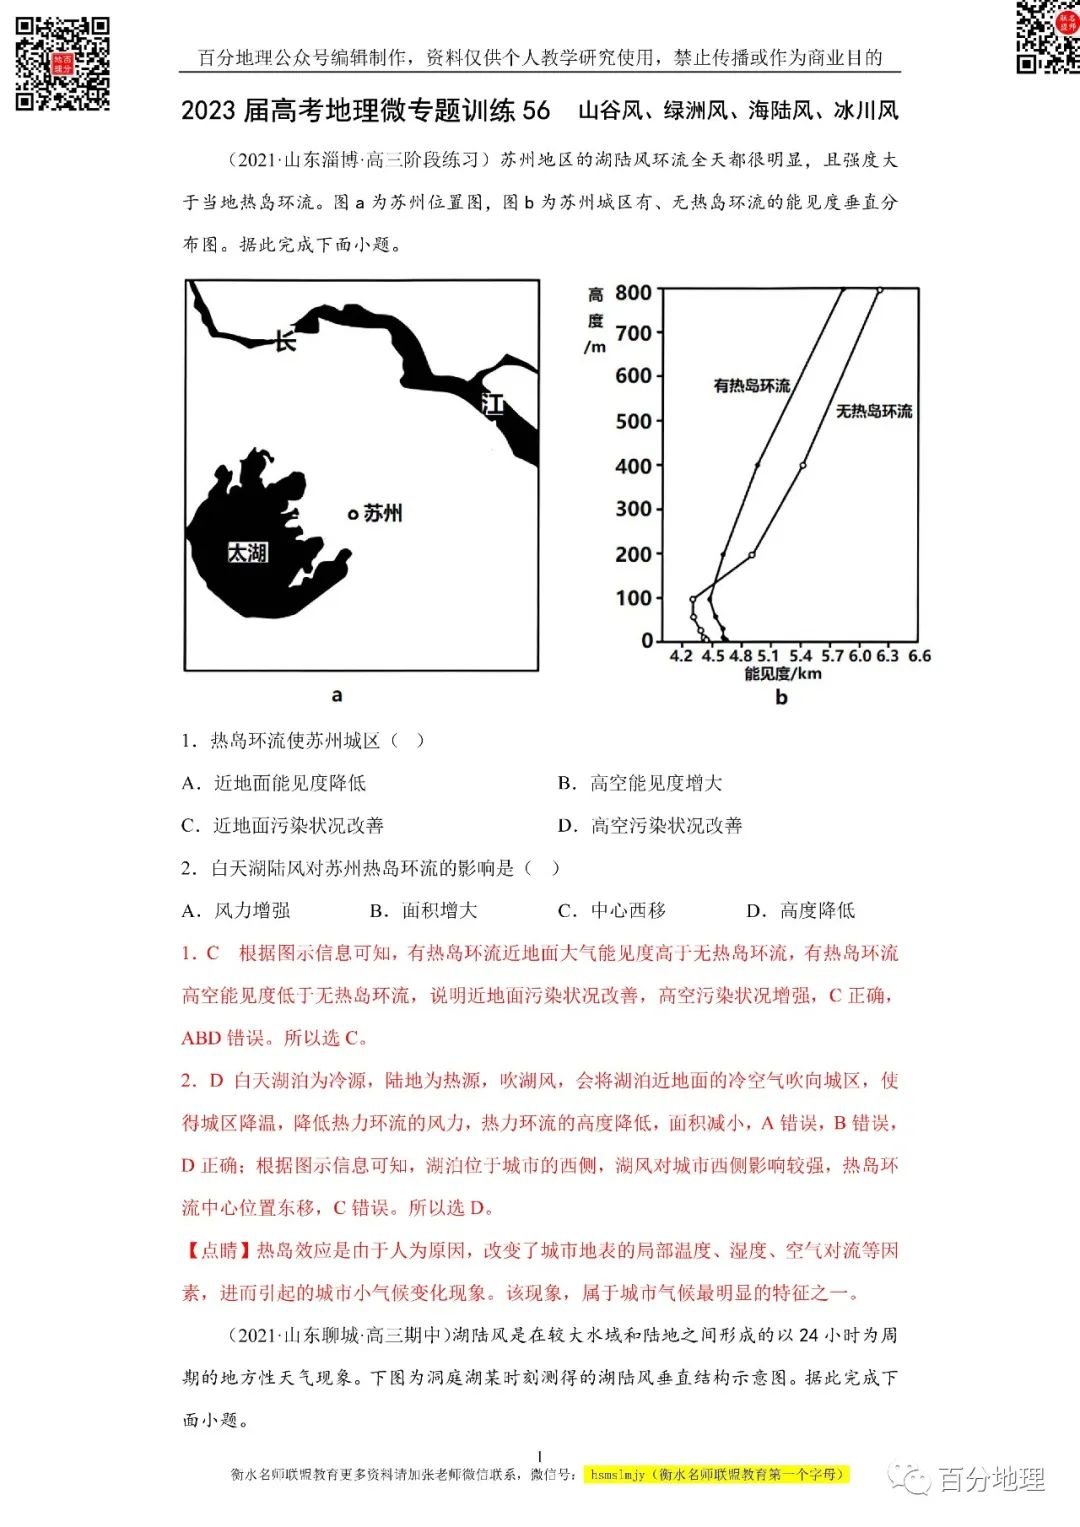 百分地理公众号编辑制作，资料仅供个人教学研究使用，禁止传播或作为商业目的
2023 届高考地理微专题训练 56 山谷风、绿洲风、海陆风、冰川风
（2021·山东淄博·高三阶段练习）苏州地区的湖陆风环流全天都很明显，且强度大
于当地热岛环流。图 a 为苏州位置图，图 b 为苏州城区有、无热岛环流的能见度垂直分
布图。据此完成下面小题。
长
江
苏州
太湖
a
高度/m
800
700
600
500
400
300
200
100
0
有热岛环流
无热岛环流
4.2 4.5 4.8 5.1 5.4 5.7 6.0 6.3 6.6
能见度/km
b
1．热岛环流使苏州城区（ ）
A．近地面能见度降低 B．高空能见度增大
C．近地面污染状况改善 D．高空污染状况改善
2．白天湖陆风对苏州热岛环流的影响是（ ）
A．风力增强 B．面积增大 C．中心西移 D．高度降低
1．C 根据图示信息可知，有热岛环流近地面大气能见度高于无热岛环流，有热岛环流
高空能见度低于无热岛环流，说明近地面污染状况改善，高空污染状况增强，C 正确，
ABD 错误。所以选 C。
2．D 白天湖泊为冷源，陆地为热源，吹湖风，会将湖泊近地面的冷空气吹向城区，使
得城区降温，降低热力环流的风力，热力环流的高度降低，面积减小，A 错误，B 错误，
D 正确；根据图示信息可知，湖泊位于城市的西侧，湖风对城市西侧影响较强，热岛环
流中心位置东移，C 错误。所以选 D。
【点睛】热岛效应是由于人为原因，改变了城市地表的局部温度、湿度、空气对流等因
素，进而引起的城市小气候变化现象。该现象，属于城市气候最明显的特征之一。
（2021·山东聊城·高三期中）湖陆风是在较大水域和陆地之间形成的以 24 小时为周
期的地方性天气现象。下图为洞庭湖某时刻测得的湖陆风垂直结构示意图。据此完成下
面小题。
1
衡水名师联盟教育更多资料请加张老师微信联系，微信号： hsmslmjy（衡水名师联盟教育第一个字母）
百分地理